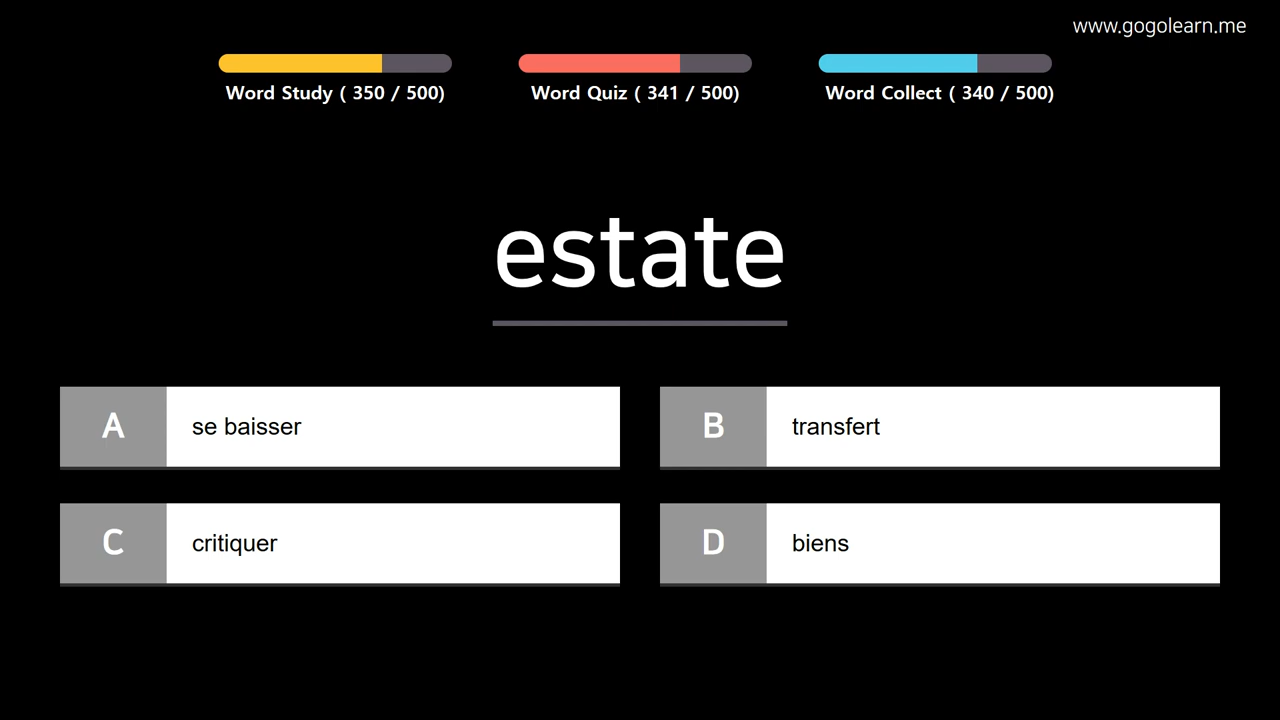 www.gogolearn.me
Word Study ( 350 / 500)
Word Quiz ( 341 / 500)
Word Collect ( 340 / 500)
estate
A se baisser
B transfert
C critiquer
D biens